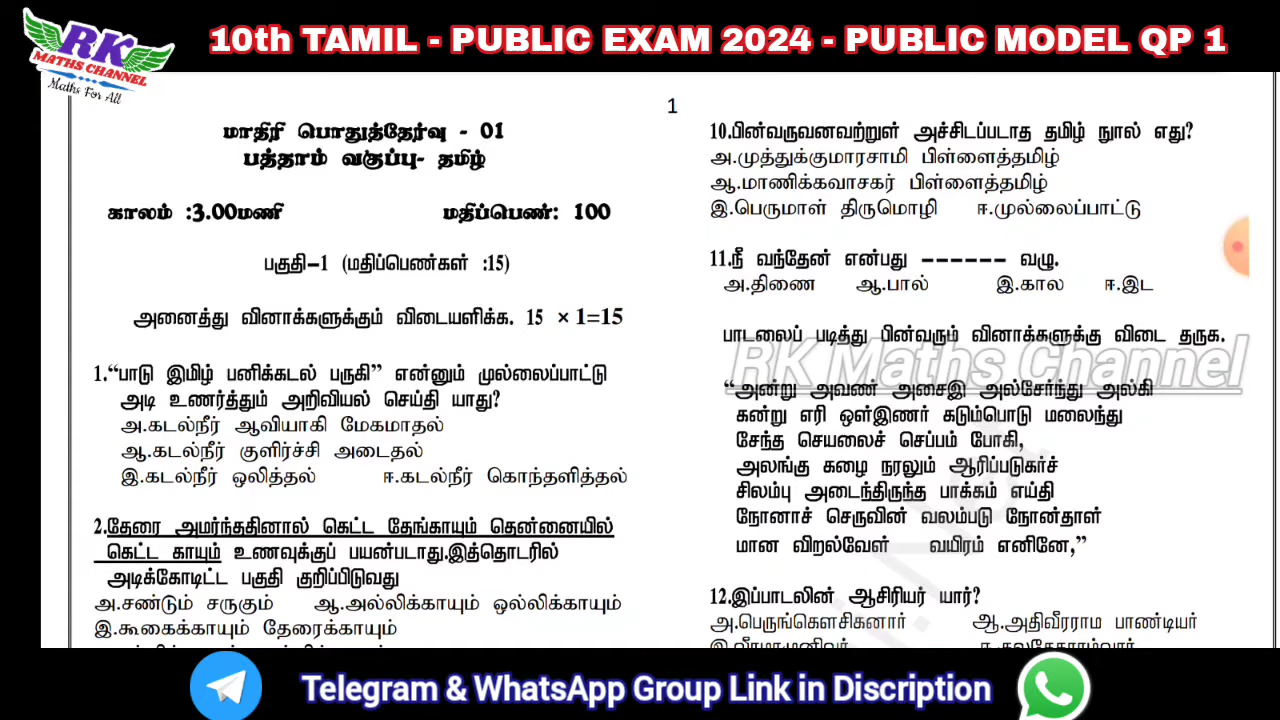 RK
MATHS CHANNEL
Maths For All
10th TAMIL - PUBLIC EXAM 2024 - PUBLIC MODEL QP 1
1
மாதிரி பொதுத்தேர்வு - 01
பத்தாம் வகுப்பு- தமிழ்
காலம் :3.00மணி மதிப்பெண்: 100
பகுதி-1 (மதிப்பெண்கள் :15)
அனைத்து வினாக்களுக்கும் விடையளிக்க. 15 × 1=15
1."பாடு இமிழ் பனிக்கடல் பருகி" என்னும் முல்லைப்பாட்டு
அடி உணர்த்தும் அறிவியல் செய்தி யாது?
அ.கடல்நீர் ஆவியாகி மேகமாதல்
ஆ.கடல்நீர் குளிர்ச்சி அடைதல்
இ.கடல்நீர் ஒலித்தல் ஈ.கடல்நீர் கொந்தளித்தல்
2.தேரை அமர்ந்ததினால் கெட்ட தேங்காயும் தென்னையில்
கெட்ட காயும் உணவுக்குப் பயன்படாது.இத்தொடரில்
அடிக்கோடிட்ட பகுதி குறிப்பிடுவது
அ.சண்டும் சருகும் ஆ.அல்லிக்காயும் ஒல்லிக்காயும்
இ.கூகைக்காயும் தேரைக்காயும்
10.பின்வருவனவற்றுள் அச்சிடப்படாத தமிழ் நுால் எது?
அ.முத்துக்குமாரசாமி பிள்ளைத்தமிழ்
ஆ.மாணிக்கவாசகர் பிள்ளைத்தமிழ்
இ.பெருமாள் திருமொழி ஈ.முல்லைப்பாட்டு
11.நீ வந்தேன் என்பது ------ வழு.
அ.திணை ஆ.பால் இ.கால ஈ.இட
பாடலைப் படித்து பின்வரும் வினாக்களுக்கு விடை தருக.
RK Maths Channel
"அன்று அவண் அசைஇ அல்சேர்ந்து அல்கி
கன்று எரி ஒள்இணர் கடும்பொடு மலைந்து
சேந்த செயலைச் செப்பம் போகி,
அலங்கு கழை நரலும் ஆரிப்படுகர்ச்
சிலம்பு அடைந்திருந்த பாக்கம் எய்தி
நோனாச் செருவின் வலம்படு நோன்தாள்
மான விறல்வேள் வயிரம் எனினே,"
12.இப்பாடலின் ஆசிரியர் யார்?
அ.பெருங்கௌசிகனார் ஆ.அதிவீரராம பாண்டியர்
Telegram & WhatsApp Group Link in Discription